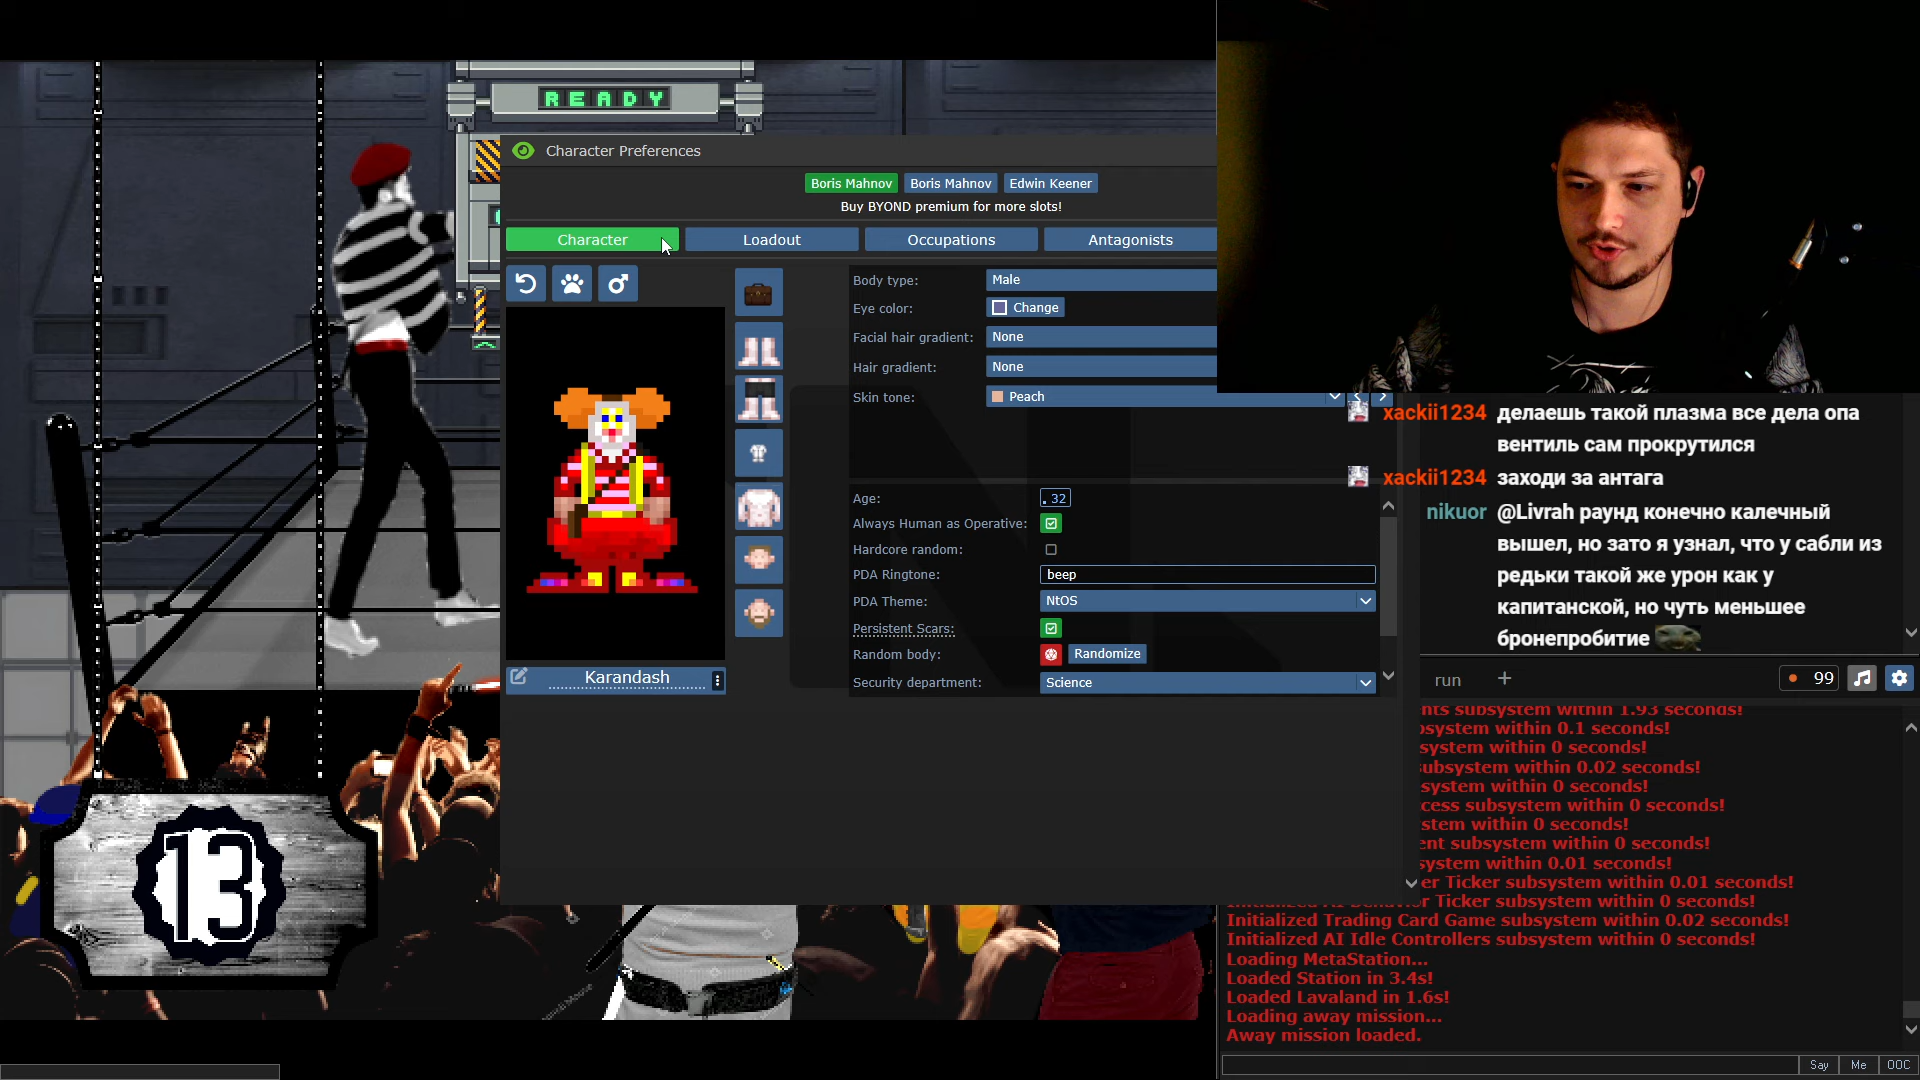 READY
Character Preferences
Boris Mahnov
Boris Mahnov
Edwin Keener
Buy BYOND premium for more slots!
Character
Loadout
Occupations
Antagonists
Body type:
Male
Eye color:
Change
Facial hair gradient:
None
Hair gradient:
None
Skin tone:
Peach
Karandash
Age:
32
Always Human as Operative:
Hardcore random:
PDA Ringtone:
beep
PDA Theme:
NtOS
Persistent Scars:
Random body:
Randomize
Security department:
Science
13
xackii1234 делаешь такой плазма все дела опа
вентиль сам прокрутился
xackii1234 заходи за антага
nikuor @Livrah раунд конечно калечный
вышел, но зато я узнал, что у сабли из
редьки такой же урон как у
капитанской, но чуть меньшее
бронепробитие
run
+
99
nts subsystem within 1.93 seconds!
system within 0.1 seconds!
system within 0 seconds!
ubsystem within 0.02 seconds!
system within 0 seconds!
cess subsystem within 0 seconds!
stem within 0 seconds!
ent subsystem within 0 seconds!
system within 0.01 seconds!
er Ticker subsystem within 0.01 seconds!
Ticker subsystem within 0 seconds!
Initialized Trading Card Game subsystem within 0.02 seconds!
Initialized AI Idle Controllers subsystem within 0 seconds!
Loading MetaStation...
Loaded Station in 3.4s!
Loaded Lavaland in 1.6s!
Loading away mission...
Away mission loaded.
Say
Me
OOC